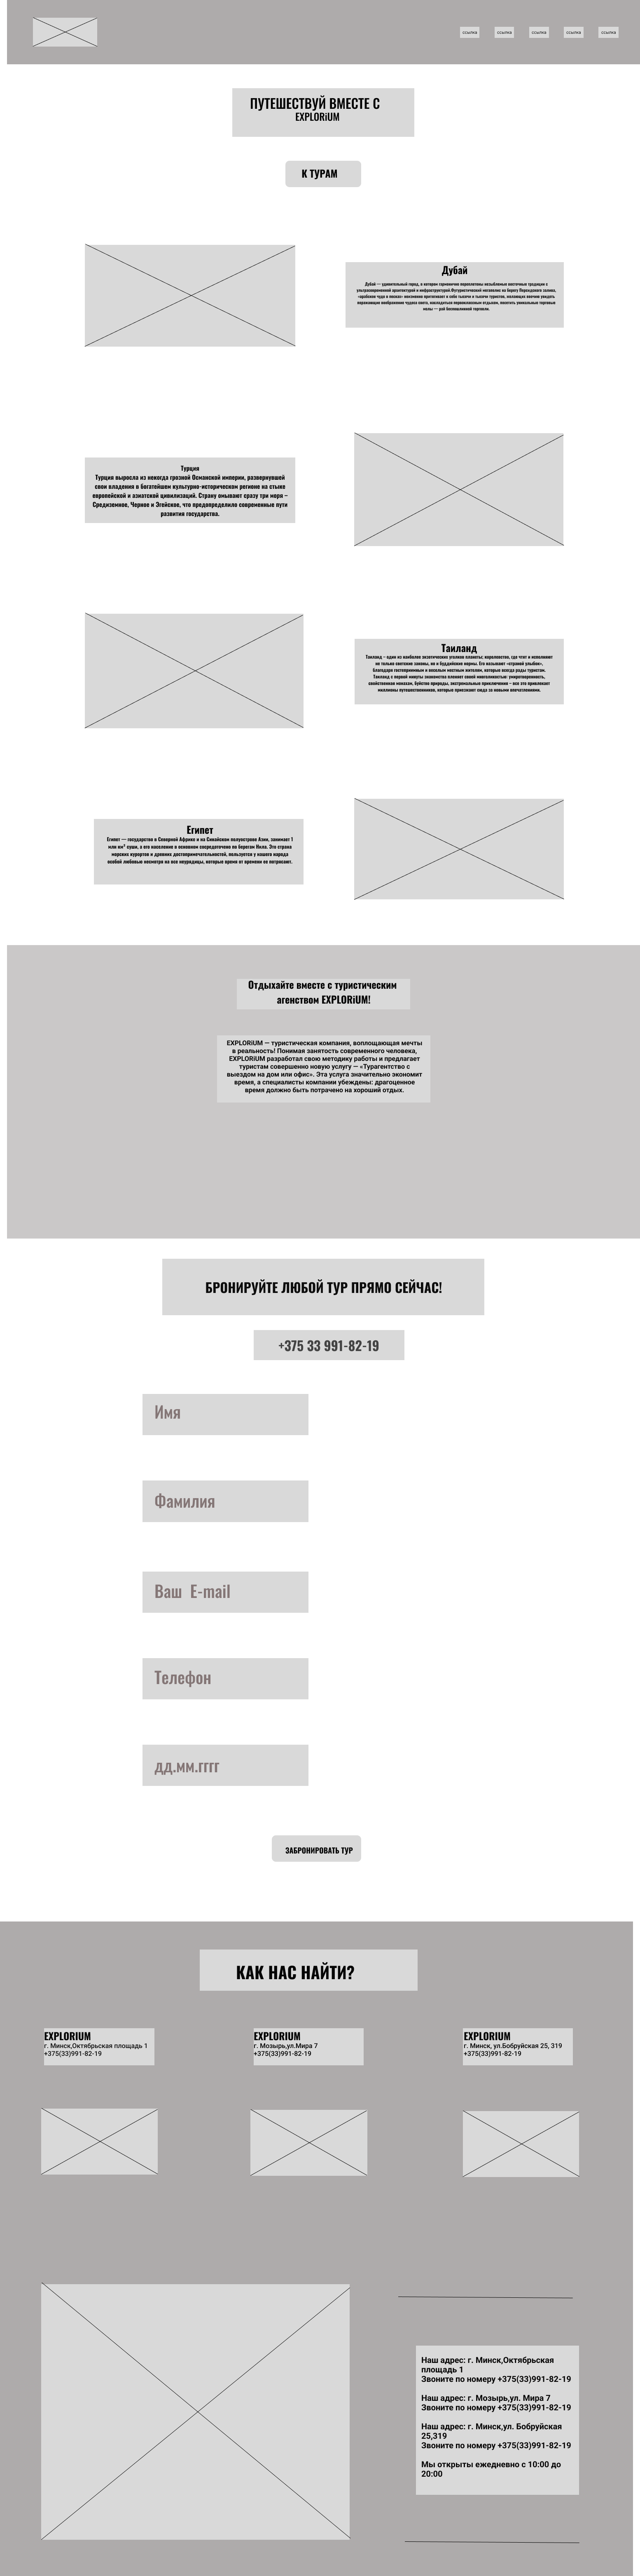 ссылка ссылка ссылка ссылка ссылка
ПУТЕШЕСТВУЙ ВМЕСТЕ С
EXPLORiUM
К ТУРАМ
Дубай
Дубай — удивительный город, в котором гармонично переплетены незыблемые восточные традиции с
ультрасовременной архитектурой и инфраструктурой.Футуристический мегаполис на берегу Персидского залива,
«арабское чудо в песках» неизменно притягивает к себе тысячи и тысячи туристов, желающих воочию увидеть
поражающее воображение чудеса света, насладиться первоклассным отдыхом, посетить уникальные торговые
моллы — рай беспошлинной торговли.
Турция
Турция выросла из некогда грозной Османской империи, развернувшей
свои владения в богатейшем культурно-историческом регионе на стыке
европейской и азиатской цивилизаций. Страну омывают сразу три моря –
Средиземное, Черное и Эгейское, что предопределило современные пути
развития государства.
Таиланд
Таиланд – один из наиболее экзотических уголков планеты; королевство, где чтят и исполняют
не только светские законы, но и буддийские нормы. Его называют «страной улыбок»,
благодаря гостеприимным и веселым местным жителям, которые всегда рады туристам.
Таиланд с первой минуты знакомства пленяет своей многоликостью: умиротворенность,
свойственная монахам, буйство природы, экстремальные приключения – все это привлекает
миллионы путешественников, которые приезжают сюда за новыми впечатлениями.
Египет
Египет — государство в Северной Африке и на Синайском полуострове Азии, занимает 1
млн км² суши, а его население в основном сосредоточено по берегам Нила. Это страна
морских курортов и древних достопримечательностей, пользуется у нашего народа
особой любовью несмотря на все неурядицы, которые время от времени ее потрясают.
Отдыхайте вместе с туристическим
агенством EXPLORiUM!
EXPLORiUM — туристическая компания, воплощающая мечты
в реальность! Понимая занятость современного человека,
EXPLORiUM разработал свою методику работы и предлагает
туристам совершенно новую услугу — «Турагентство с
выездом на дом или офис». Эта услуга значительно экономит
время, а специалисты компании убеждены: драгоценное
время должно быть потрачено на хороший отдых.
БРОНИРУЙТЕ ЛЮБОЙ ТУР ПРЯМО СЕЙЧАС!
+375 33 991-82-19
Имя
Фамилия
Ваш E-mail
Телефон
дд.мм.гггг
ЗАБРОНИРОВАТЬ ТУР
КАК НАС НАЙТИ?
EXPLORIUM
г. Минск,Октябрьская площадь 1
+375(33)991-82-19
EXPLORIUM
г. Мозырь,ул.Мира 7
+375(33)991-82-19
EXPLORIUM
г. Минск, ул.Бобруйская 25, 319
+375(33)991-82-19
Наш адрес: г. Минск,Октябрьская
площадь 1
Звоните по номеру +375(33)991-82-19
Наш адрес: г. Мозырь,ул. Мира 7
Звоните по номеру +375(33)991-82-19
Наш адрес: г. Минск,ул. Бобруйская
25,319
Звоните по номеру +375(33)991-82-19
Мы открыты ежедневно с 10:00 до
20:00